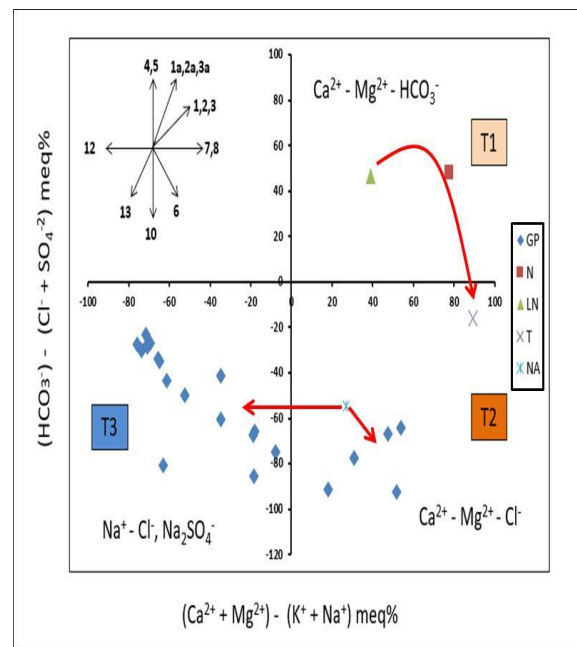 100
80
60
40
20
0
-20
-40
-60
-80
-100
-120
-100 -80 -60 -40 -20 0 20 40 60 80 100
4,5 1a,2a,3a
1,2,3
12 7,8
13 6
10
Ca²⁺ - Mg²⁺ - HCO₃⁻
T1
GP
N
LN
T
NA
T3
T2
Na⁺ - Cl⁻, Na₂SO₄⁻
Ca²⁺ - Mg²⁺ - Cl⁻
(HCO₃⁻) - (Cl⁻ + SO₄⁻²) meq%
(Ca²⁺ + Mg²⁺) - (K⁺ + Na⁺) meq%